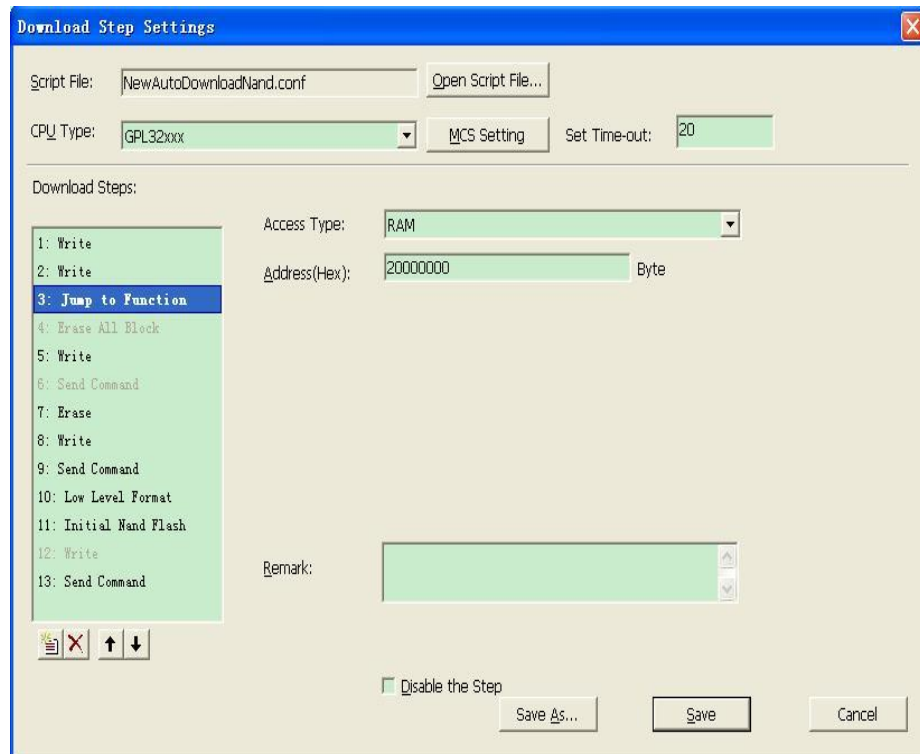 Download Step Settings
Script File: NewAutoDownloadNand.conf Open Script File...
CPU Type: GPL32xxx MCS Setting Set Time-out: 20
Download Steps:
1: Write
2: Write
3: Jump to Function
4: Erase All Block
5: Write
6: Send Command
7: Erase
8: Write
9: Send Command
10: Low Level Format
11: Initial Nand Flash
12: Write
13: Send Command
Access Type: RAM
Address(Hex): 20000000 Byte
Remark:
Disable the Step
Save As... Save Cancel